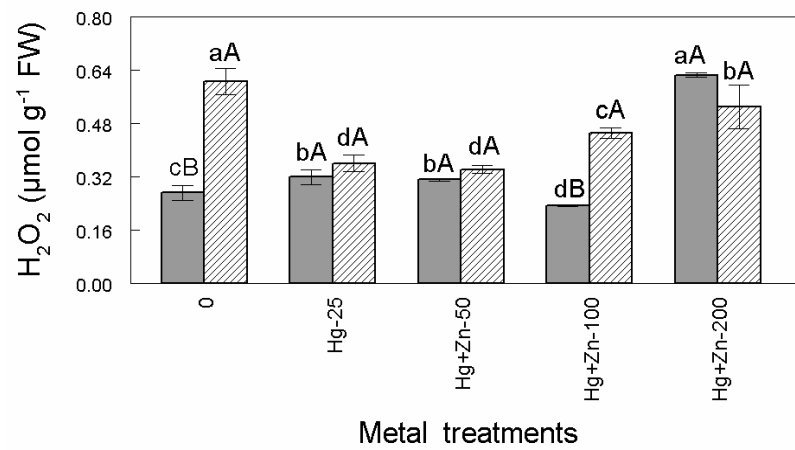 H₂O₂ (µmol g⁻¹ FW)
0.80
0.64
0.48
0.32
0.16
0.00
cB
aA
bA
dA
bA
dA
dB
cA
aA
bA
0
Hg-25
Hg+Zn-50
Hg+Zn-100
Hg+Zn-200
Metal treatments